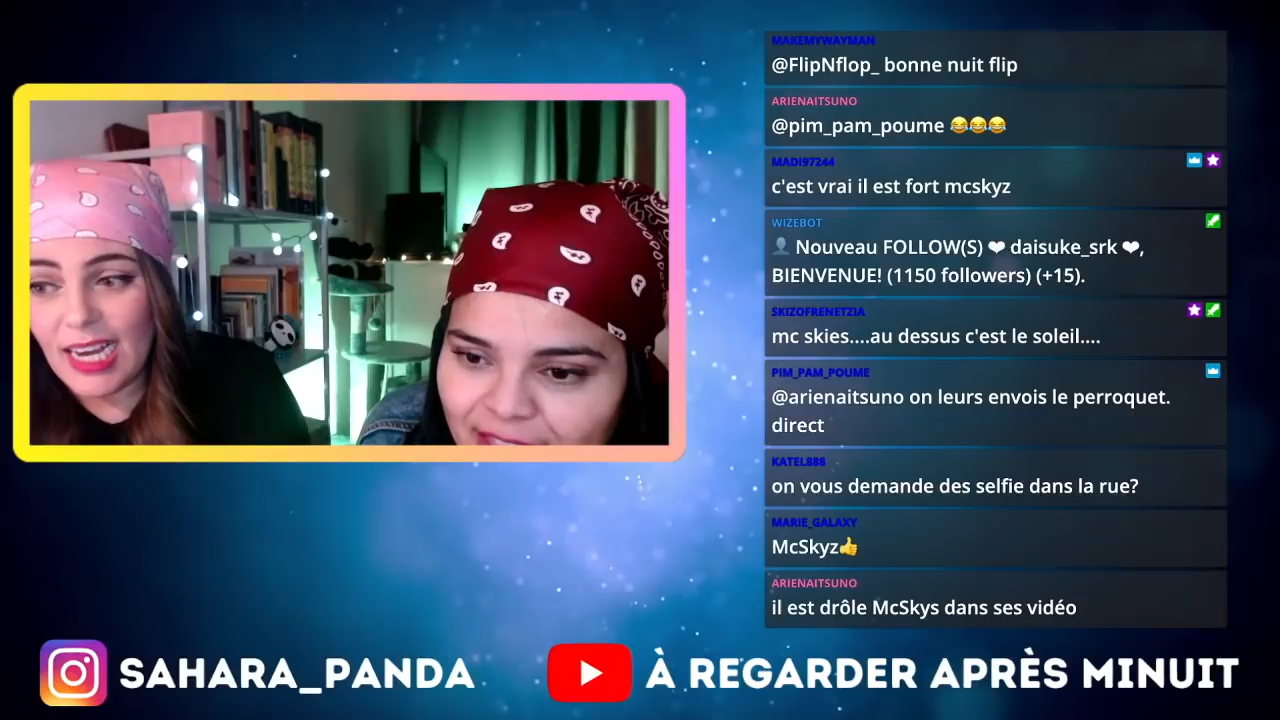 MAKEMYWAYMAN
@FlipNflop_ bonne nuit flip
ARIENAITSUNO
@pim_pam_poume 😂😂😂
MADI97244
c'est vrai il est fort mcskyz
WIZEBOT
👤 Nouveau FOLLOW(S) ❤ daisuke_srk ❤,
BIENVENUE! (1150 followers) (+15).
SKIZOFRENETZIA
mc skies....au dessus c'est le soleil....
PIM_PAM_POUME
@arienaitsuno on leurs envois le perroquet.
direct
KATEL886
on vous demande des selfie dans la rue?
MARIE_GALAXY
McSkyz👍
ARIENAITSUNO
il est drôle McSkys dans ses vidéo
SAHARA_PANDA
À REGARDER APRÈS MINUIT